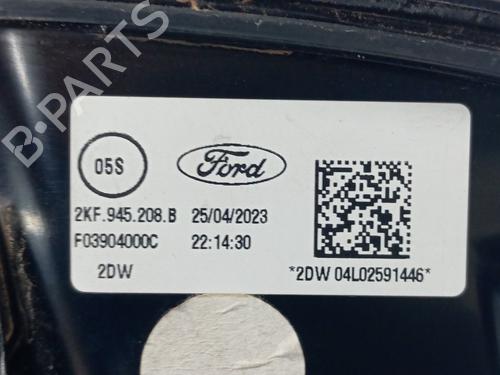 B-PARTS
05S
Ford
2KF.945.208.B 25/04/2023
F03904000C 22:14:30
2DW
*2DW 04L02591446*